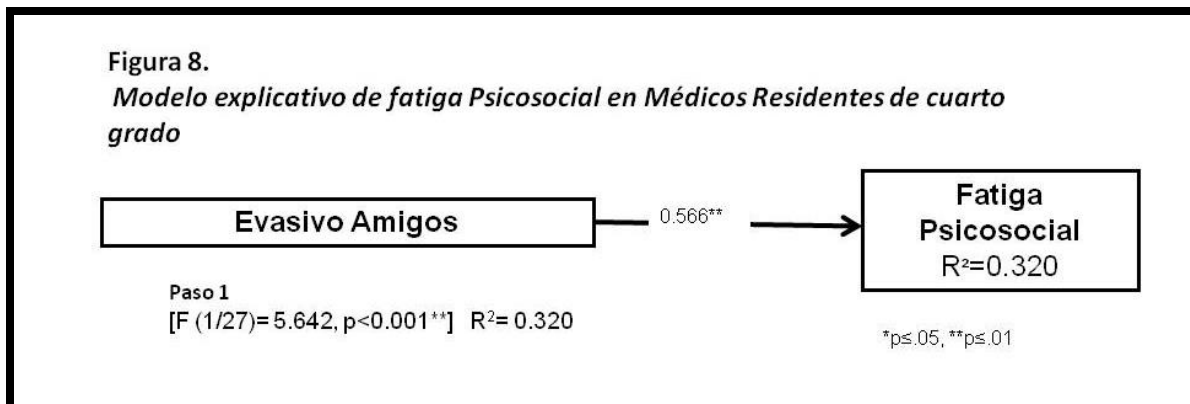 Figura 8.
Modelo explicativo de fatiga Psicosocial en Médicos Residentes de cuarto
grado
Evasivo Amigos
0.566**
Fatiga
Psicosocial
R²=0.320
Paso 1
[F (1/27)= 5.642, p<0.001**] R²= 0.320
*p≤.05, **p≤.01